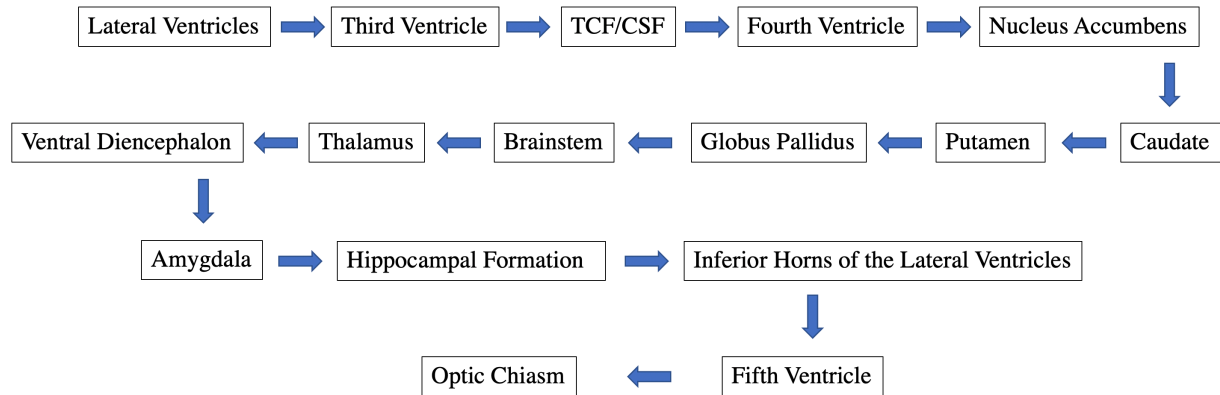 Lateral Ventricles
Third Ventricle
TCF/CSF
Fourth Ventricle
Nucleus Accumbens
Caudate
Putamen
Globus Pallidus
Brainstem
Thalamus
Ventral Diencephalon
Amygdala
Hippocampal Formation
Inferior Horns of the Lateral Ventricles
Fifth Ventricle
Optic Chiasm